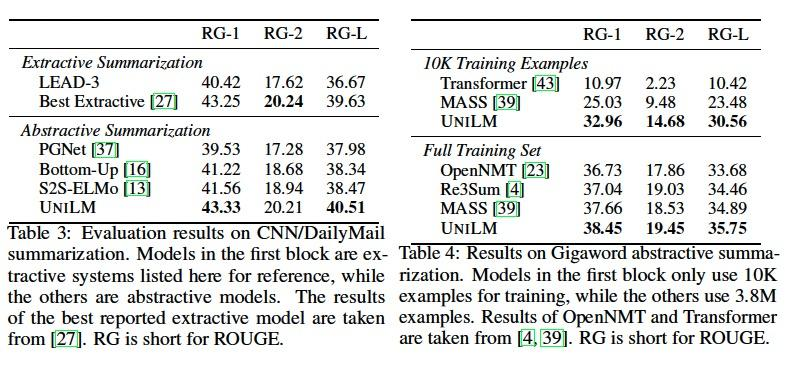 RG-1 RG-2 RG-L
Extractive Summarization
LEAD-3 40.42 17.62 36.67
Best Extractive [27] 43.25 20.24 39.63
Abstractive Summarization
PGNet [37] 39.53 17.28 37.98
Bottom-Up [16] 41.22 18.68 38.34
S2S-ELMo [13] 41.56 18.94 38.47
UNILM 43.33 20.21 40.51
Table 3: Evaluation results on CNN/DailyMail
summarization. Models in the first block are ex-
tractive systems listed here for reference, while
the others are abstractive models. The results
of the best reported extractive model are taken
from [27]. RG is short for ROUGE.
RG-1 RG-2 RG-L
10K Training Examples
Transformer [43] 10.97 2.23 10.42
MASS [39] 25.03 9.48 23.48
UNILM 32.96 14.68 30.56
Full Training Set
OpenNMT [23] 36.73 17.86 33.68
Re3Sum [4] 37.04 19.03 34.46
MASS [39] 37.66 18.53 34.89
UNILM 38.45 19.45 35.75
Table 4: Results on Gigaword abstractive summa-
rization. Models in the first block only use 10K
examples for training, while the others use 3.8M
examples. Results of OpenNMT and Transformer
are taken from [4, 39]. RG is short for ROUGE.